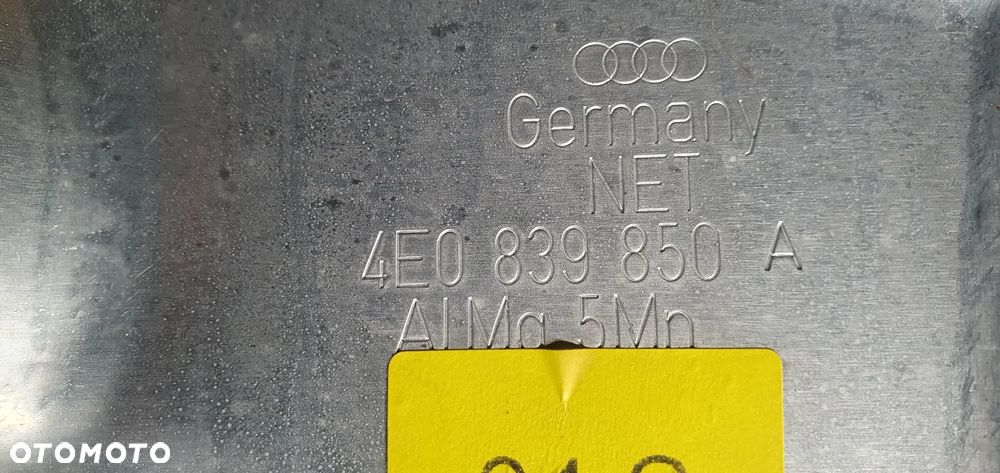 Germany
NET
4E0 839 850 A
AlMg 5Mn
OTOMOTO